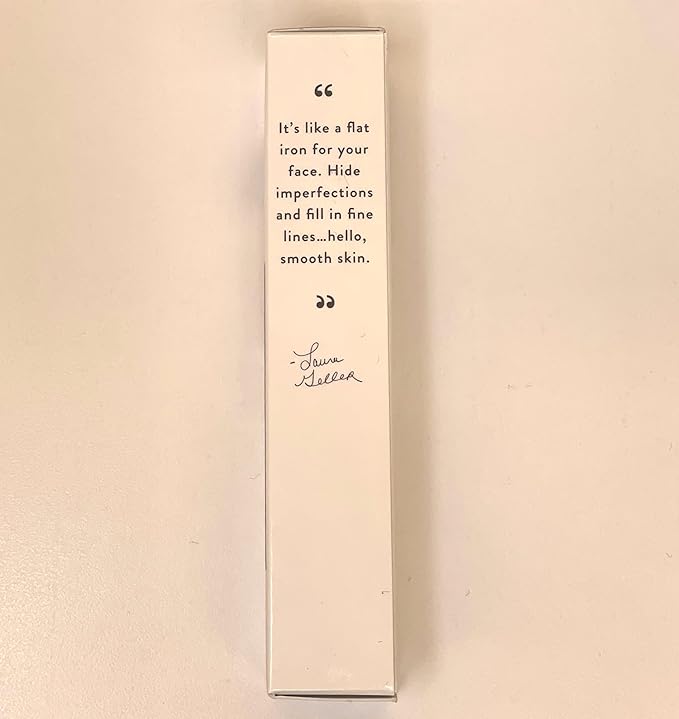 “
It's like a flat
iron for your
face. Hide
imperfections
and fill in fine
lines...hello,
smooth skin.
”
-Laura
Geller